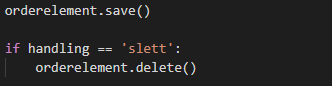 orderelement.save()
if handling == 'slett':
    orderelement.delete()